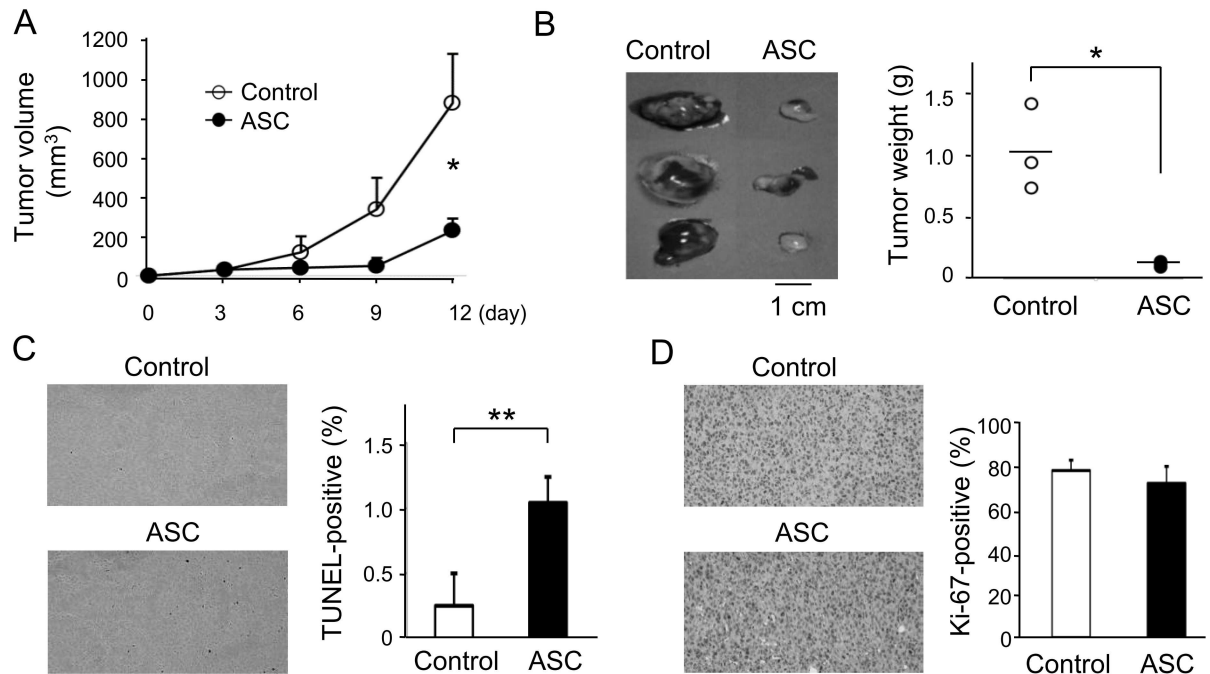 A
1200
1000
800
600
400
200
0
Tumor volume
(mm³)
Control
ASC
*
0 3 6 9 12 (day)
B
Control ASC
1 cm
Tumor weight (g)
1.5
1.0
0.5
0
*
Control ASC
C
Control
ASC
TUNEL-positive (%)
1.5
1.0
0.5
0
**
Control ASC
D
Control
ASC
Ki-67-positive (%)
100
80
60
40
20
0
Control ASC